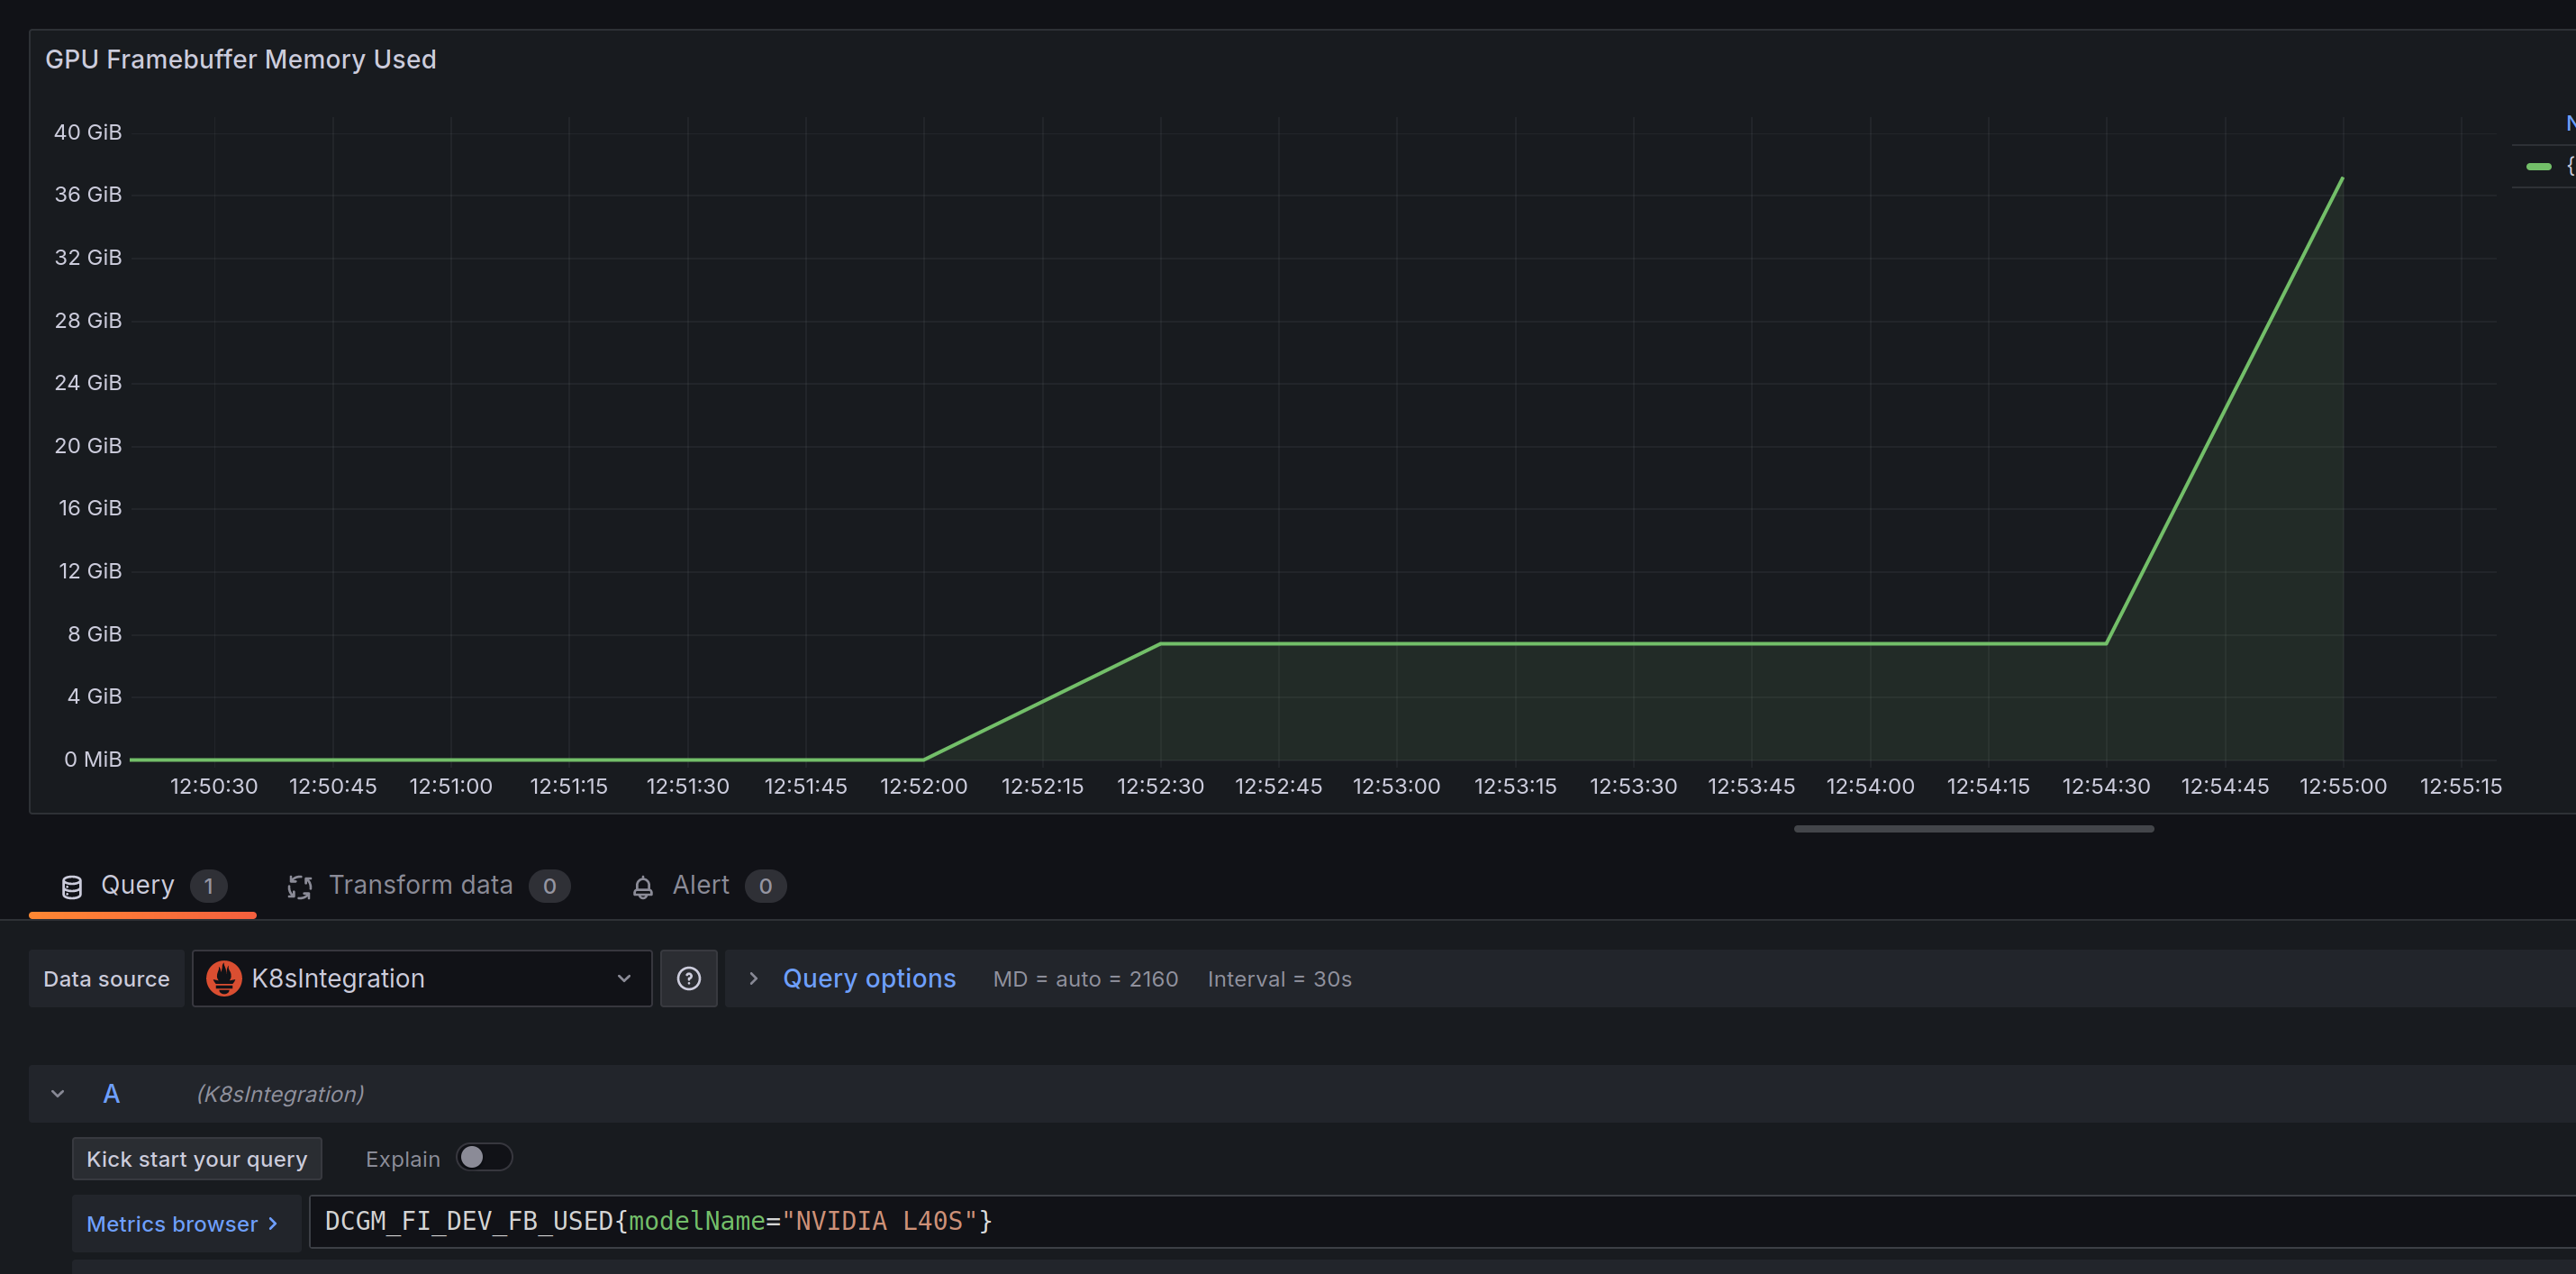 GPU Framebuffer Memory Used
40 GiB
36 GiB
32 GiB
28 GiB
24 GiB
20 GiB
16 GiB
12 GiB
8 GiB
4 GiB
0 MiB
12:50:30 12:50:45 12:51:00 12:51:15 12:51:30 12:51:45 12:52:00 12:52:15 12:52:30 12:52:45 12:53:00 12:53:15 12:53:30 12:53:45 12:54:00 12:54:15 12:54:30 12:54:45 12:55:00 12:55:15
{
Query 1 Transform data 0 Alert 0
Data source K8sIntegration Query options MD = auto = 2160 Interval = 30s
A (K8sIntegration)
Kick start your query Explain
Metrics browser > DCGM_FI_DEV_FB_USED{modelName="NVIDIA L40S"}